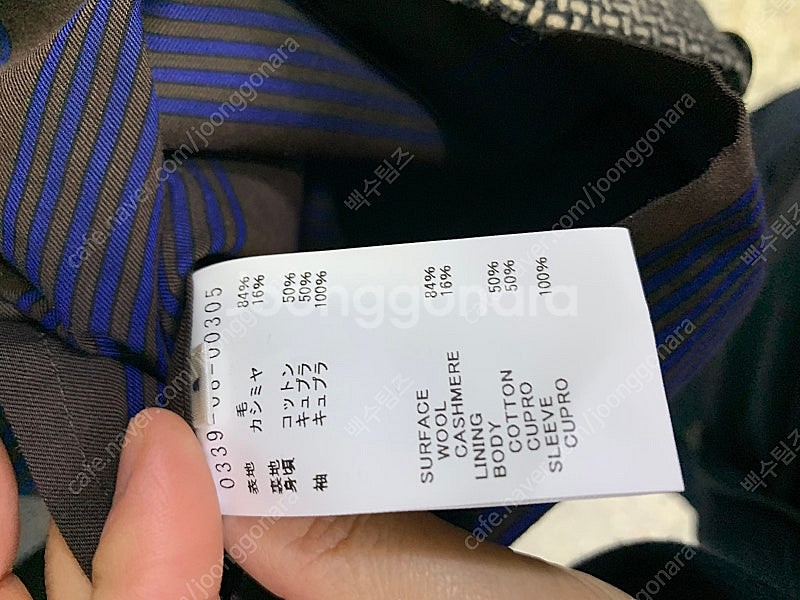 0339-06-00305
表地 毛 84%
カシミヤ 16%
裏地
身頃 コットン 50%
キュプラ 50%
袖 キュプラ 100%
SURFACE
WOOL 84%
CASHMERE 16%
LINING
BODY
COTTON 50%
CUPRO 50%
SLEEVE
CUPRO 100%
joonggonara
cafe.naver.com/joonggonara
백수팀즈